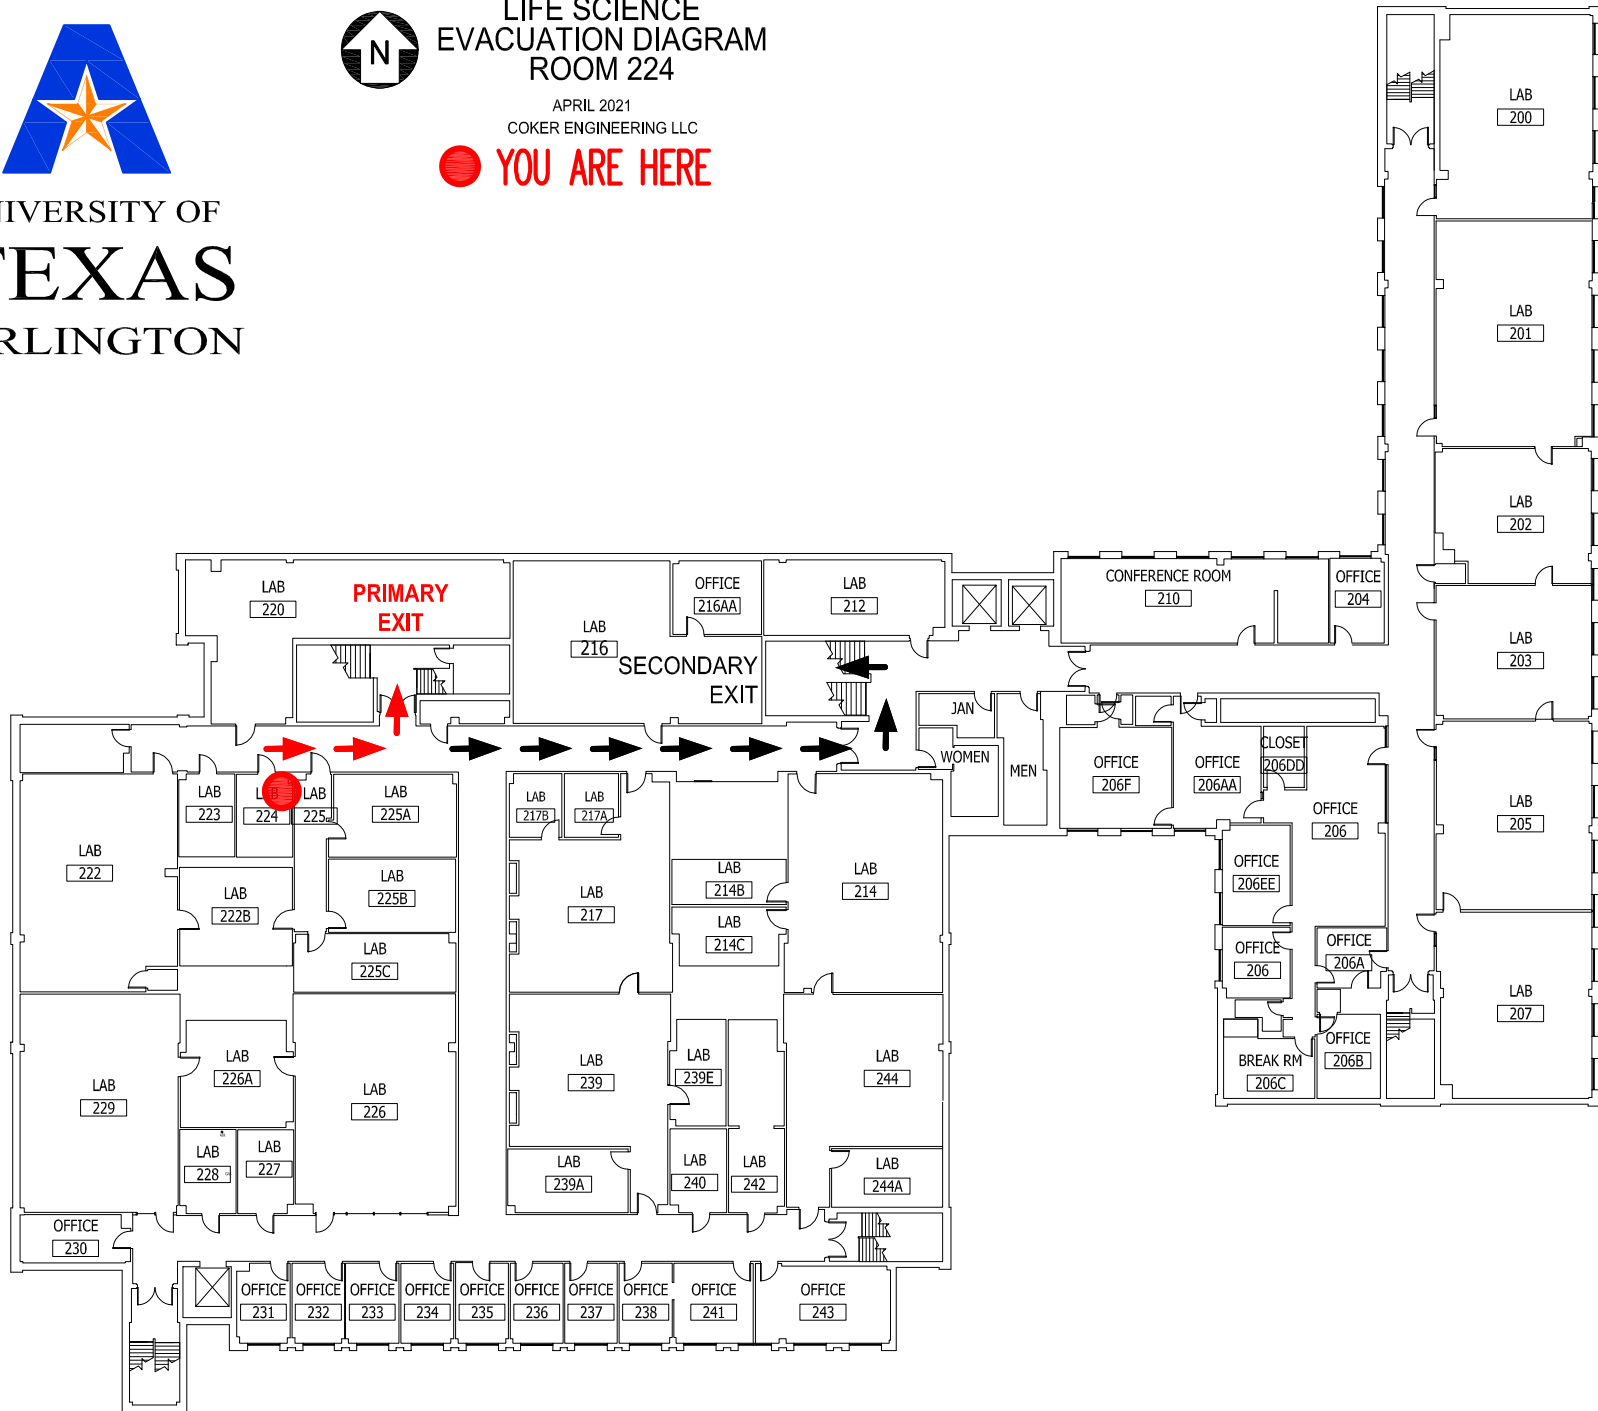 LIFE SCIENCE
EVACUATION DIAGRAM
ROOM 224
N
APRIL 2021
COKER ENGINEERING LLC
YOU ARE HERE
NIVERSITY OF
TEXAS
RLINGTON
LAB
200
LAB
201
LAB
202
LAB
203
LAB
205
LAB
207
CONFERENCE ROOM
210
OFFICE
204
LAB
220
PRIMARY
EXIT
LAB
216
OFFICE
216AA
LAB
212
SECONDARY
EXIT
JAN
WOMEN
MEN
OFFICE
206F
OFFICE
206AA
CLOSET
206DD
OFFICE
206
OFFICE
206EE
OFFICE
206
OFFICE
206A
OFFICE
206B
BREAK RM
206C
LAB
222
LAB
223
LAB
224
LAB
225
LAB
225A
LAB
225B
LAB
225C
LAB
222B
LAB
217B
LAB
217A
LAB
217
LAB
214B
LAB
214C
LAB
214
LAB
229
LAB
226A
LAB
226
LAB
228
LAB
227
LAB
239
LAB
239E
LAB
244
LAB
239A
LAB
240
LAB
242
LAB
244A
OFFICE
230
OFFICE
231
OFFICE
232
OFFICE
233
OFFICE
234
OFFICE
235
OFFICE
236
OFFICE
237
OFFICE
238
OFFICE
241
OFFICE
243